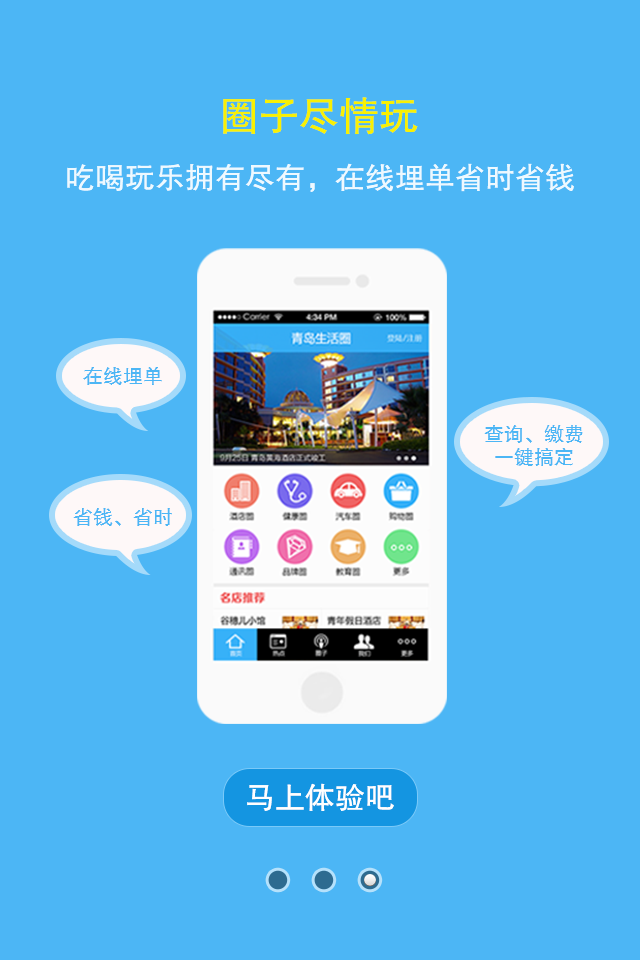 圈子尽情玩
吃喝玩乐拥有尽有，在线埋单省时省钱
Carrier
4:34 PM
100%
青岛生活圈
登陆/注册
在线埋单
查询、缴费
一键搞定
9月25日 青岛滨海酒店正式竣工
酒店圈
健康圈
汽车圈
购物圈
省钱、省时
通讯圈
品牌圈
教育圈
更多
名店推荐
谷穗儿小馆
青年假日酒店
首页
热点
圈子
我们
更多
马上体验吧